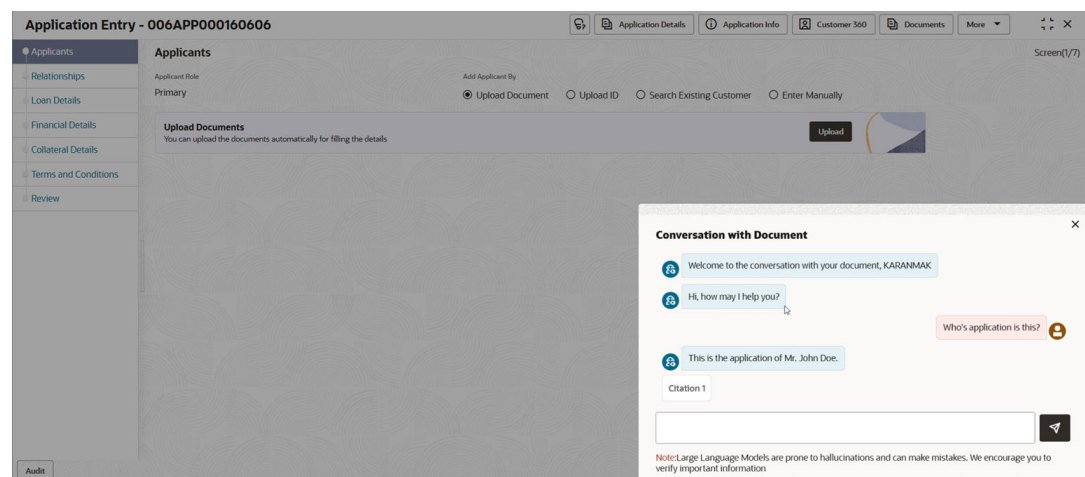 Application Entry - 006APP000160606
Application Details
Application Info
Customer 360
Documents
More
Applicants
Relationships
Loan Details
Financial Details
Collateral Details
Terms and Conditions
Review
Audit
Applicants
Screen(1/7)
Applicant Role
Primary
Add Applicant By
Upload Document
Upload ID
Search Existing Customer
Enter Manually
Upload Documents
You can upload the documents automatically for filling the details
Upload
Conversation with Document
Welcome to the conversation with your document, KARANMAK
Hi, how may I help you?
Who's application is this?
This is the application of Mr. John Doe.
Citation 1
Note:Large Language Models are prone to hallucinations and can make mistakes. We encourage you to
verify important information